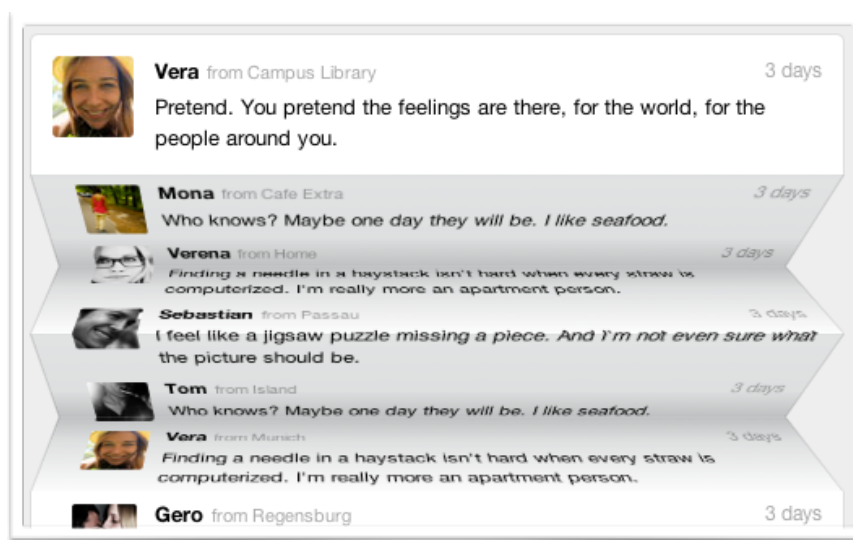 Vera from Campus Library 3 days
Pretend. You pretend the feelings are there, for the world, for the
people around you.
Mona from Cafe Extra 3 days
Who knows? Maybe one day they will be. I like seafood.
Verena from Home 3 days
Finding a needle in a haystack isn't hard when every straw is
computerized. I'm really more an apartment person.
Sebastian from Passau 3 days
I feel like a jigsaw puzzle missing a piece. And I'm not even sure what
the picture should be.
Tom from Island 3 days
Who knows? Maybe one day they will be. I like seafood.
Vera from Munich 3 days
Finding a needle in a haystack isn't hard when every straw is
computerized. I'm really more an apartment person.
Gero from Regensburg 3 days